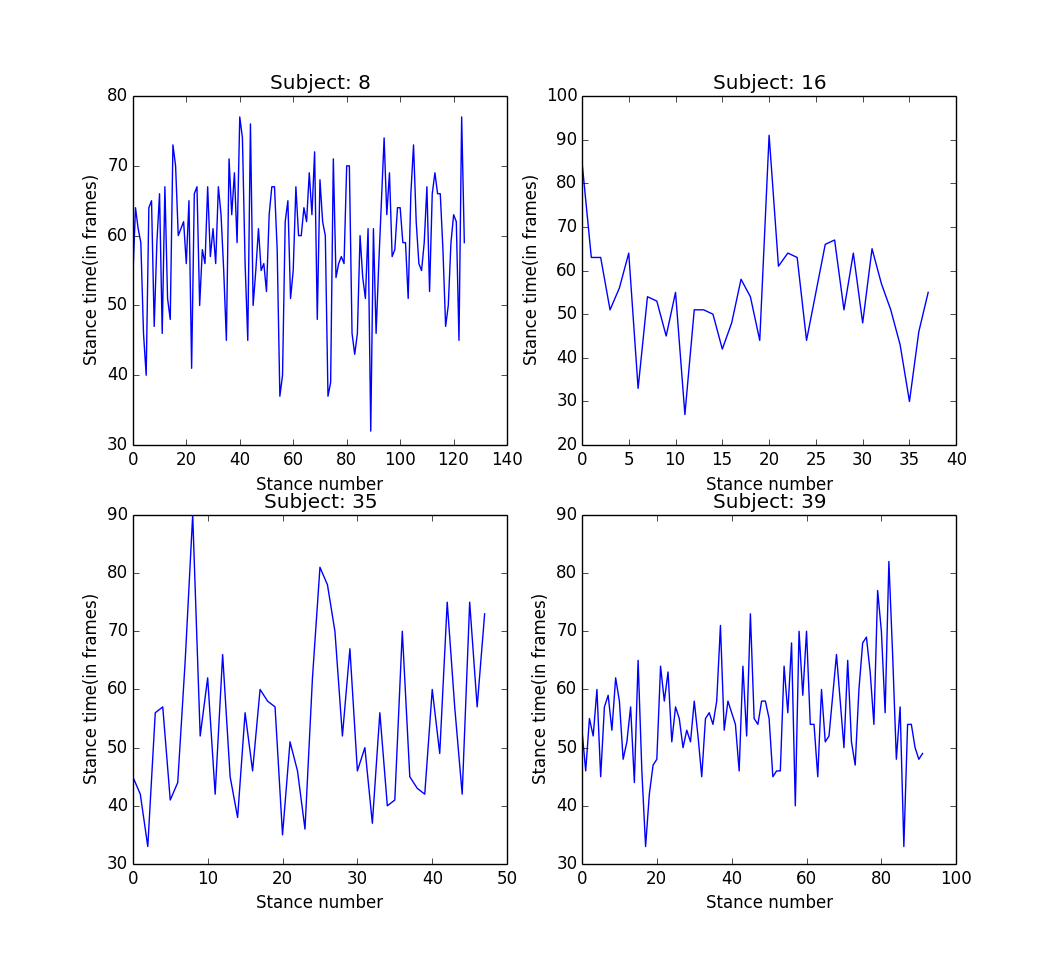 Subject: 8
80
70
60
50
40
30
Stance time(in frames)
0 20 40 60 80 100 120 140
Stance number
Subject: 16
100
90
80
70
60
50
40
30
20
Stance time(in frames)
0 5 10 15 20 25 30 35 40
Stance number
Subject: 35
90
80
70
60
50
40
30
Stance time(in frames)
0 10 20 30 40 50
Stance number
Subject: 39
90
80
70
60
50
40
30
Stance time(in frames)
0 20 40 60 80 100
Stance number